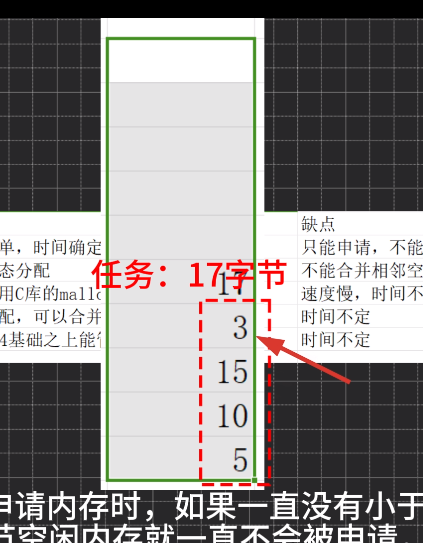 缺点
单，时间确定
只能申请，不能
态分配
不能合并相邻空
用C库的mallo
速度慢，时间不
配，可以合并
时间不定
4基础之上能管
时间不定
任务：17字节
17
3
15
10
5
申请内存时，如果一直没有小于
节空闲内存就一直不会被申请，